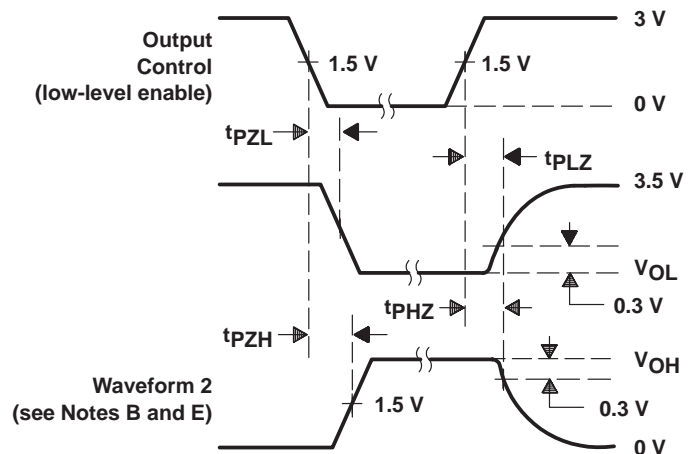 3 V
Output
Control
(low-level enable)
1.5 V
1.5 V
0 V
tPZL
tPLZ
3.5 V
VOL
0.3 V
tPHZ
tPZH
VOH
Waveform 2
(see Notes B and E)
1.5 V
0.3 V
0 V